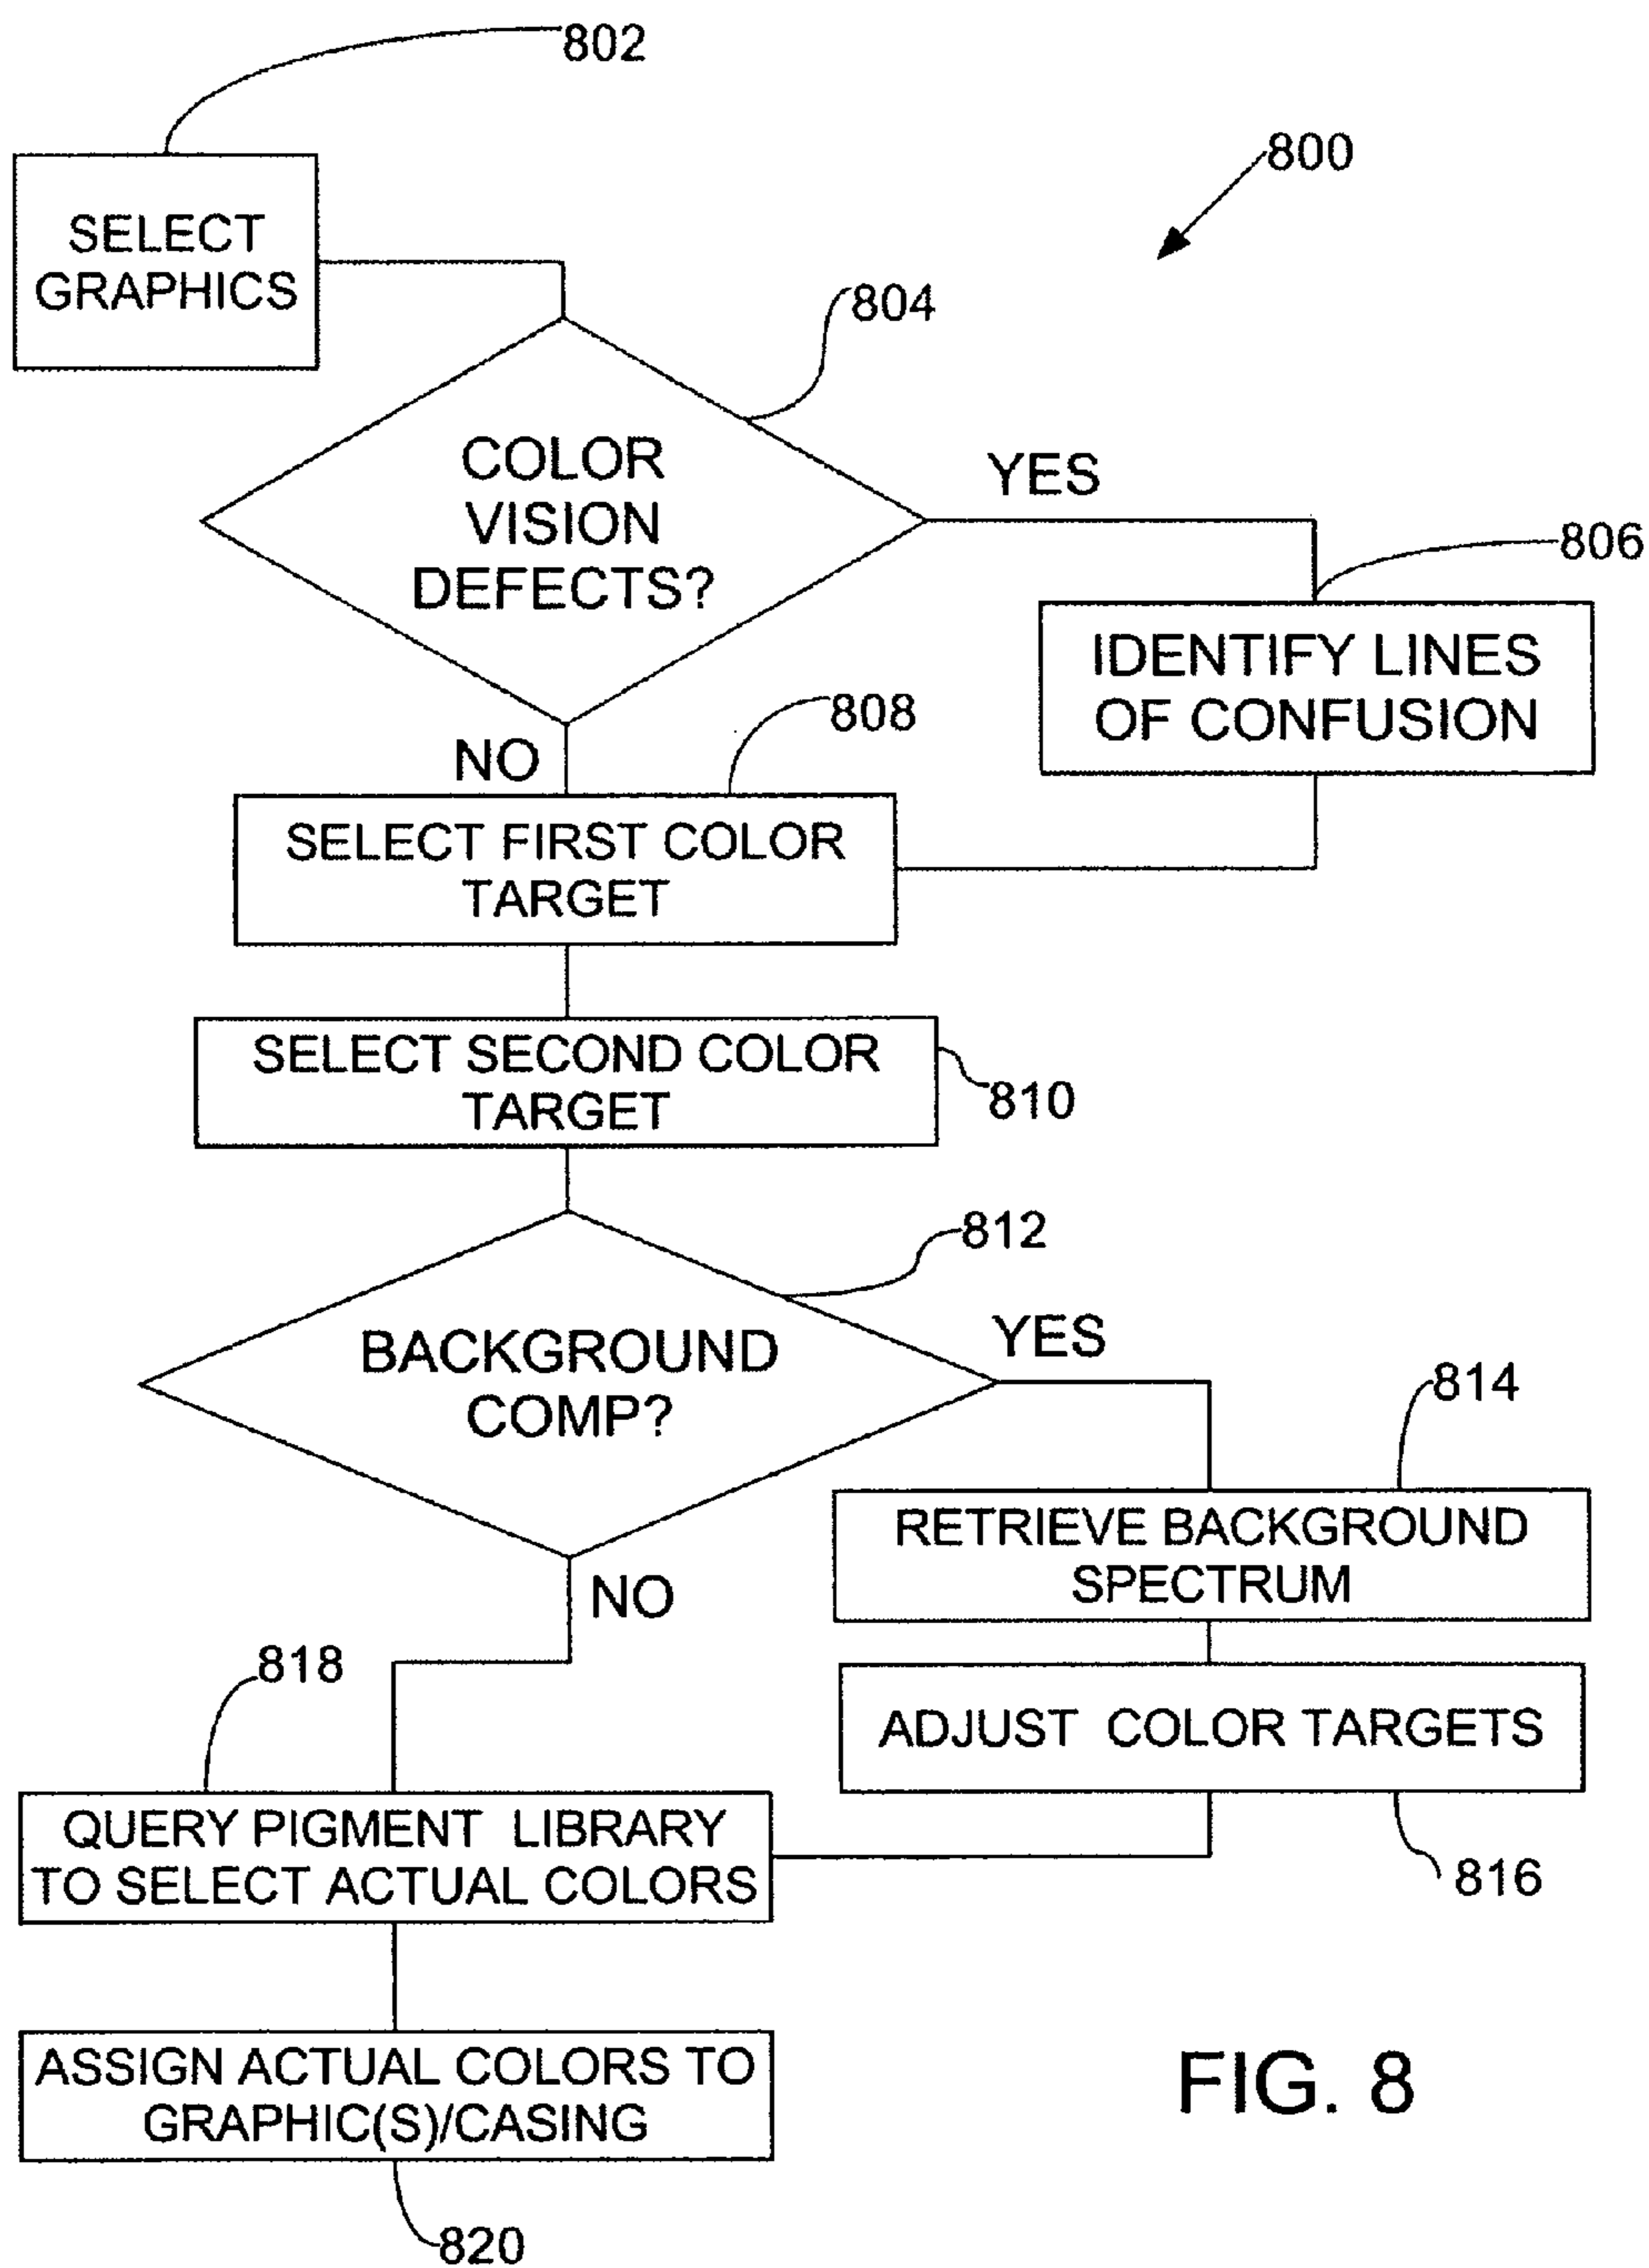 802
800
SELECT
GRAPHICS
804
COLOR
VISION
DEFECTS?
YES
806
IDENTIFY LINES
OF CONFUSION
NO
808
SELECT FIRST COLOR
TARGET
SELECT SECOND COLOR
TARGET
810
812
BACKGROUND
COMP?
YES
814
RETRIEVE BACKGROUND
SPECTRUM
NO
818
ADJUST COLOR TARGETS
816
QUERY PIGMENT LIBRARY
TO SELECT ACTUAL COLORS
ASSIGN ACTUAL COLORS TO
GRAPHIC(S)/CASING
820
FIG. 8